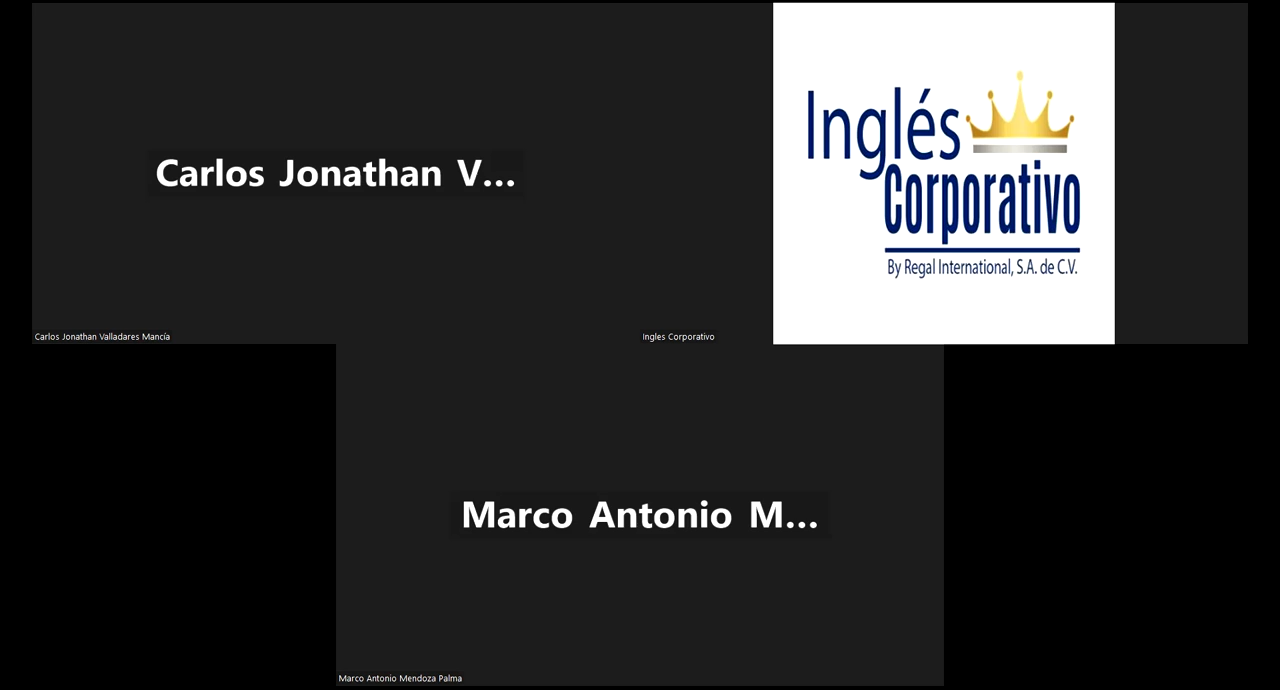 Carlos Jonathan V...
Carlos Jonathan Valladares Mancía
Inglés
Corporativo
By Regal International, S.A. de C.V.
Ingles Corporativo
Marco Antonio M...
Marco Antonio Mendoza Palma